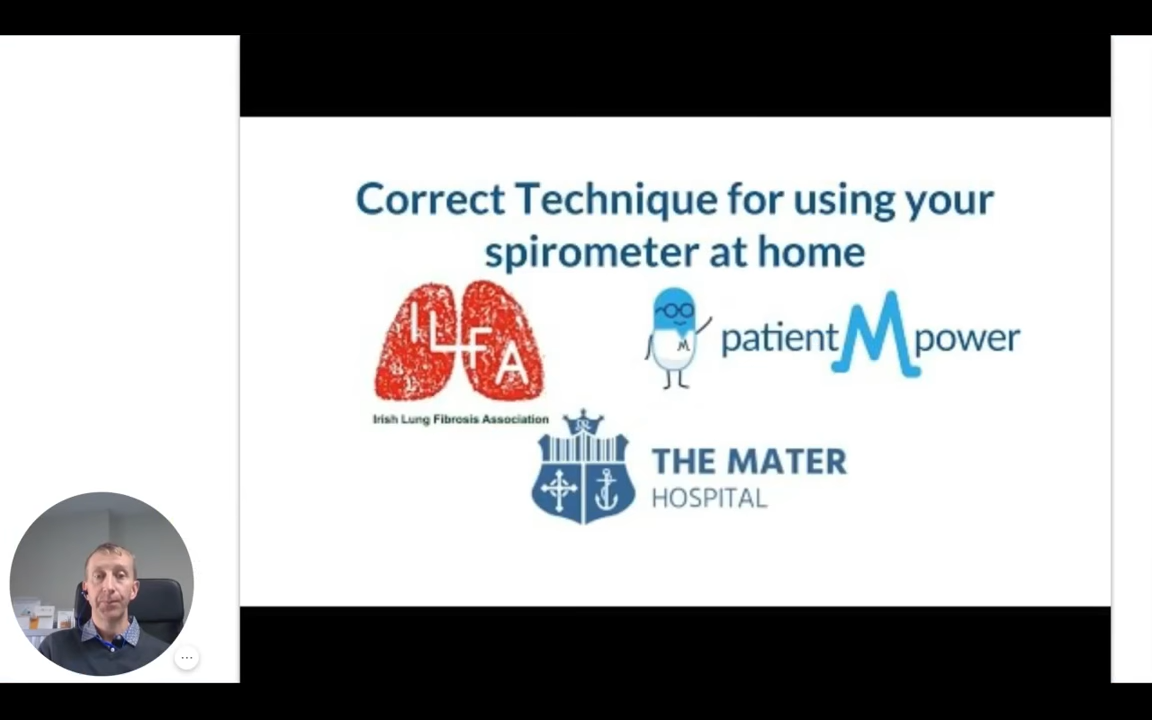 Correct Technique for using your
spirometer at home
ILFA
Irish Lung Fibrosis Association
M
patientMpower
THE MATER
HOSPITAL